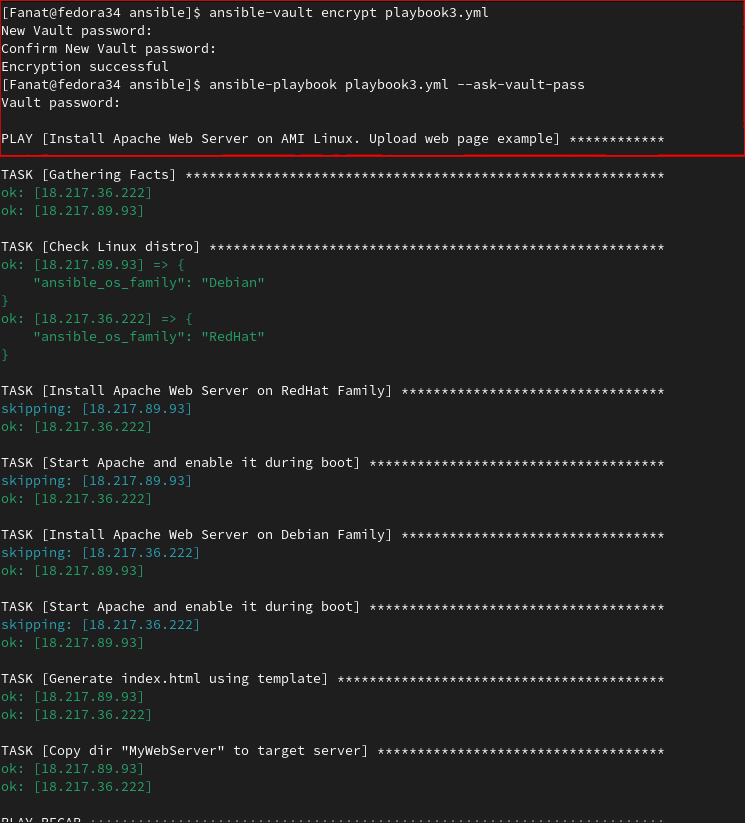 [Fanat@fedora34 ansible]$ ansible-vault encrypt playbook3.yml
New Vault password:
Confirm New Vault password:
Encryption successful
[Fanat@fedora34 ansible]$ ansible-playbook playbook3.yml --ask-vault-pass
Vault password:
PLAY [Install Apache Web Server on AMI Linux. Upload web page example] ************
TASK [Gathering Facts] ************************************************************
ok: [18.217.36.222]
ok: [18.217.89.93]
TASK [Check Linux distro] *********************************************************
ok: [18.217.89.93] => {
    "ansible_os_family": "Debian"
}
ok: [18.217.36.222] => {
    "ansible_os_family": "RedHat"
}
TASK [Install Apache Web Server on RedHat Family] *********************************
skipping: [18.217.89.93]
ok: [18.217.36.222]
TASK [Start Apache and enable it during boot] *************************************
skipping: [18.217.89.93]
ok: [18.217.36.222]
TASK [Install Apache Web Server on Debian Family] *********************************
skipping: [18.217.36.222]
ok: [18.217.89.93]
TASK [Start Apache and enable it during boot] *************************************
skipping: [18.217.36.222]
ok: [18.217.89.93]
TASK [Generate index.html using template] *****************************************
ok: [18.217.89.93]
ok: [18.217.36.222]
TASK [Copy dir "MyWebServer" to target server] ************************************
ok: [18.217.89.93]
ok: [18.217.36.222]
PLAY RECAP ************************************************************************